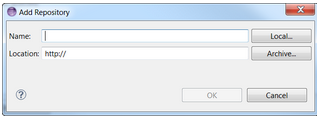 Add Repository
Name: Local...
Location: http:// Archive...
? OK Cancel